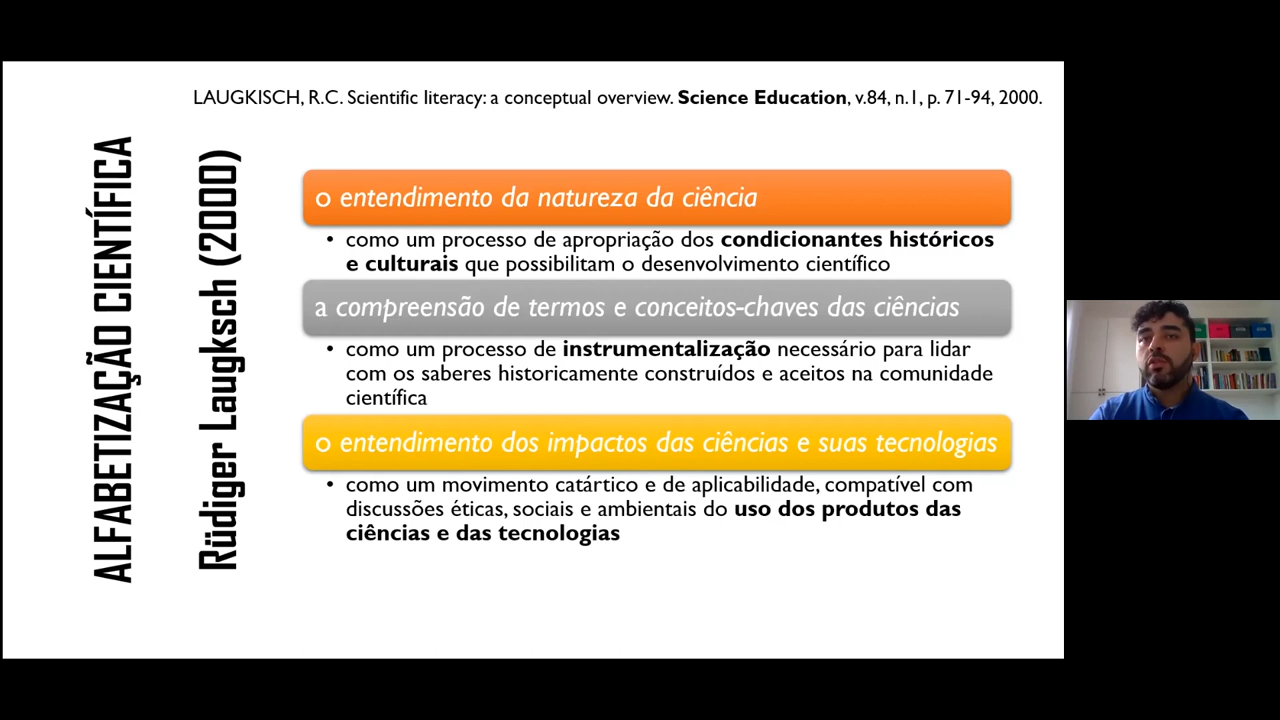 LAUGKISCH, R.C. Scientific literacy: a conceptual overview. Science Education, v.84, n.1, p. 71-94, 2000.
ALFABETIZAÇÃO CIENTÍFICA
Rüdiger Laugksch (2000)
o entendimento da natureza da ciência
• como um processo de apropriação dos condicionantes históricos
e culturais que possibilitam o desenvolvimento científico
a compreensão de termos e conceitos-chaves das ciências
• como um processo de instrumentalização necessário para lidar
com os saberes historicamente construídos e aceitos na comunidade
científica
o entendimento dos impactos das ciências e suas tecnologias
• como um movimento catártico e de aplicabilidade, compatível com
discussões éticas, sociais e ambientais do uso dos produtos das
ciências e das tecnologias